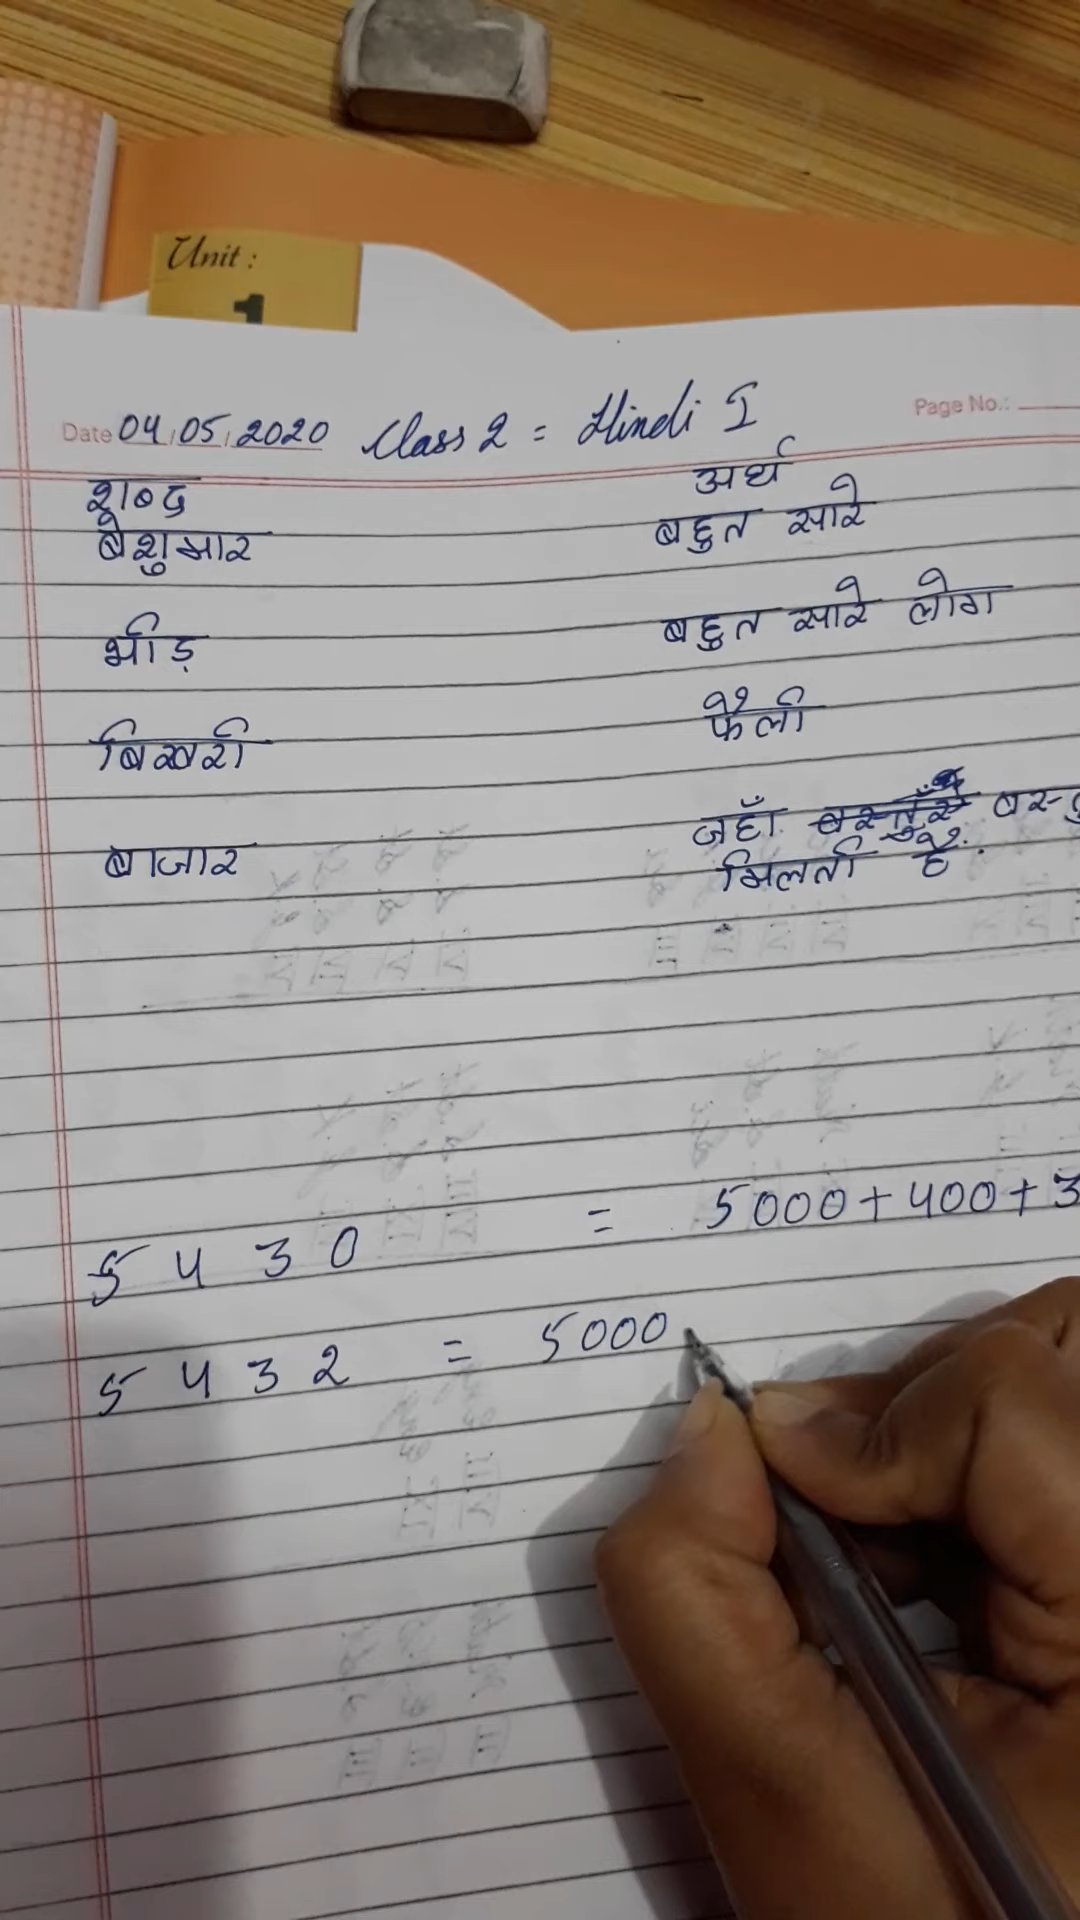 Unit :
1
Date 04.05.2020 Class 2 = Hindi I
Page No.:
शब्द अर्थ
बेशुमार बहुत सारे
भीड़ बहुत सारे लोग
बिखरी फैली
बाजार जहाँ
मिलती है.
5 4 3 0 = 5000 + 400 + 3
5 4 3 2 = 5000